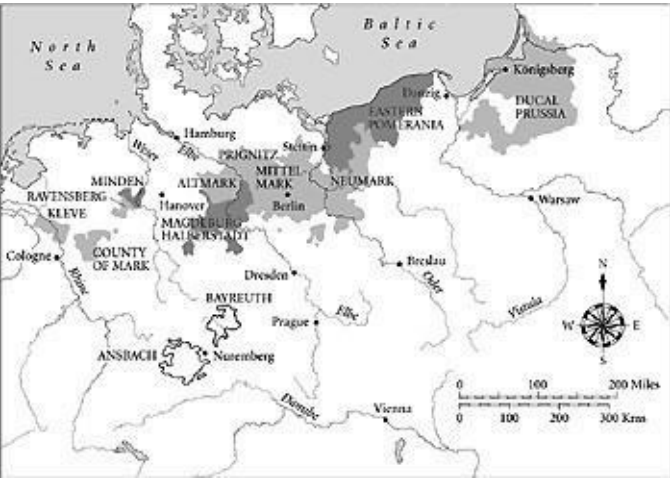 North
Sea
Baltic
Sea
Königsberg
Danzig
DUCAL
PRUSSIA
EASTERN
POMERANIA
Hamburg
Elbe
Weser
Stettin
PRIGNITZ
MITTEL-
MARK
NEUMARK
ALTMARK
MINDEN
RAVENSBERG
KLEVE
Hanover
Berlin
MAGDEBURG
HALBERSTADT
Warsaw
COUNTY
OF MARK
Cologne
Rhine
Dresden
Breslau
Oder
Vistula
BAYREUTH
Prague
Elbe
ANSBACH
Nuremberg
Danube
Vienna
N
W
E
S
0 100 200 Miles
0 100 200 300 Kms